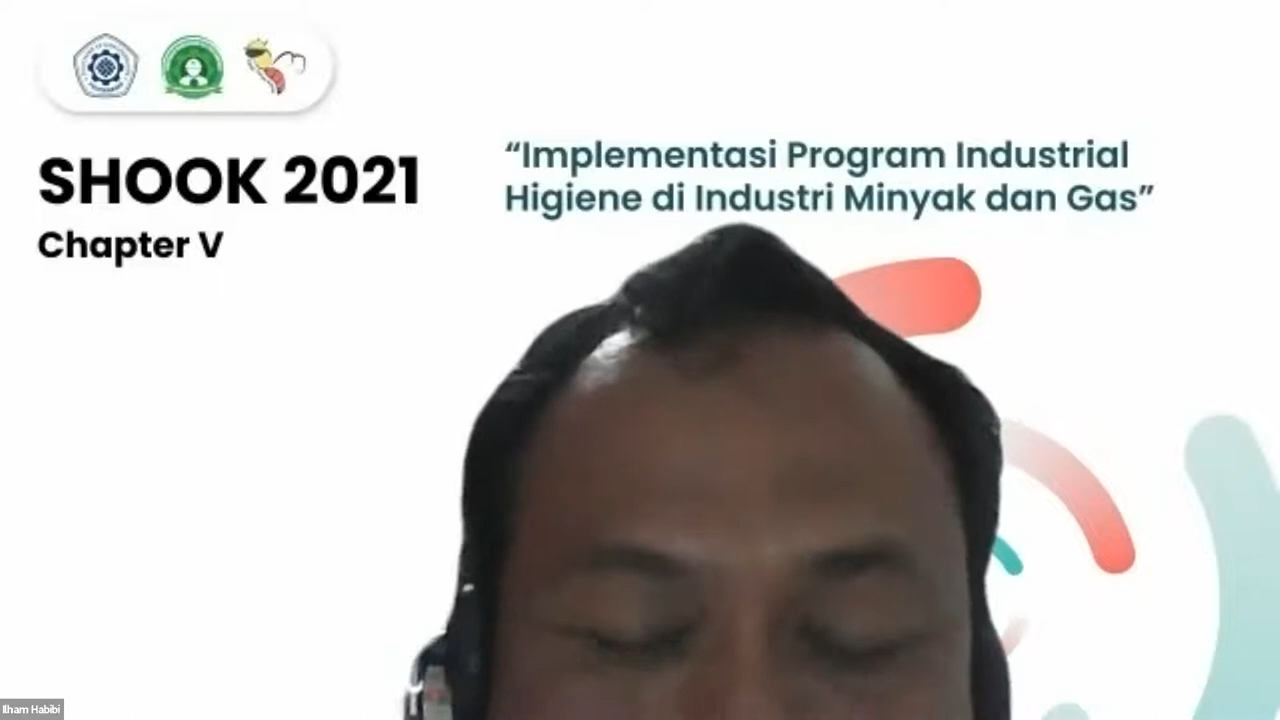 SHOOK 2021
Chapter V
“Implementasi Program Industrial
Higiene di Industri Minyak dan Gas”
Ilham Habibi